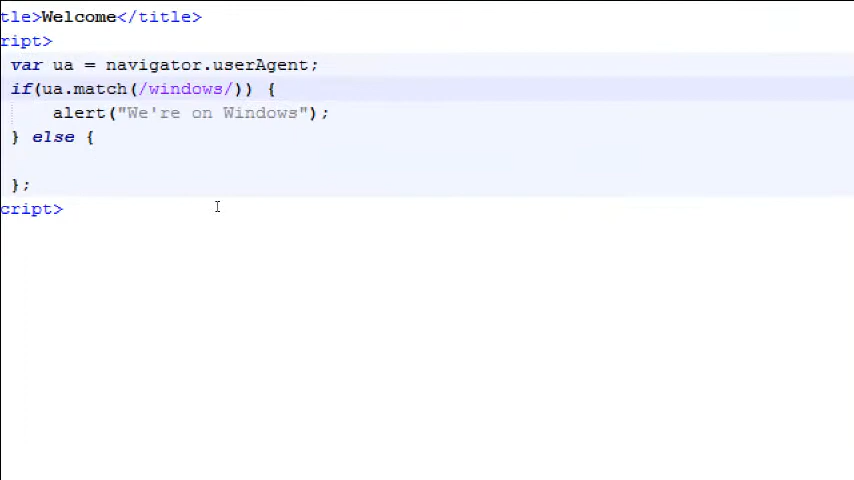 tle>Welcome</title>
ript>
var ua = navigator.userAgent;
if(ua.match(/windows/)) {
alert("We're on Windows");
} else {
};
cript>